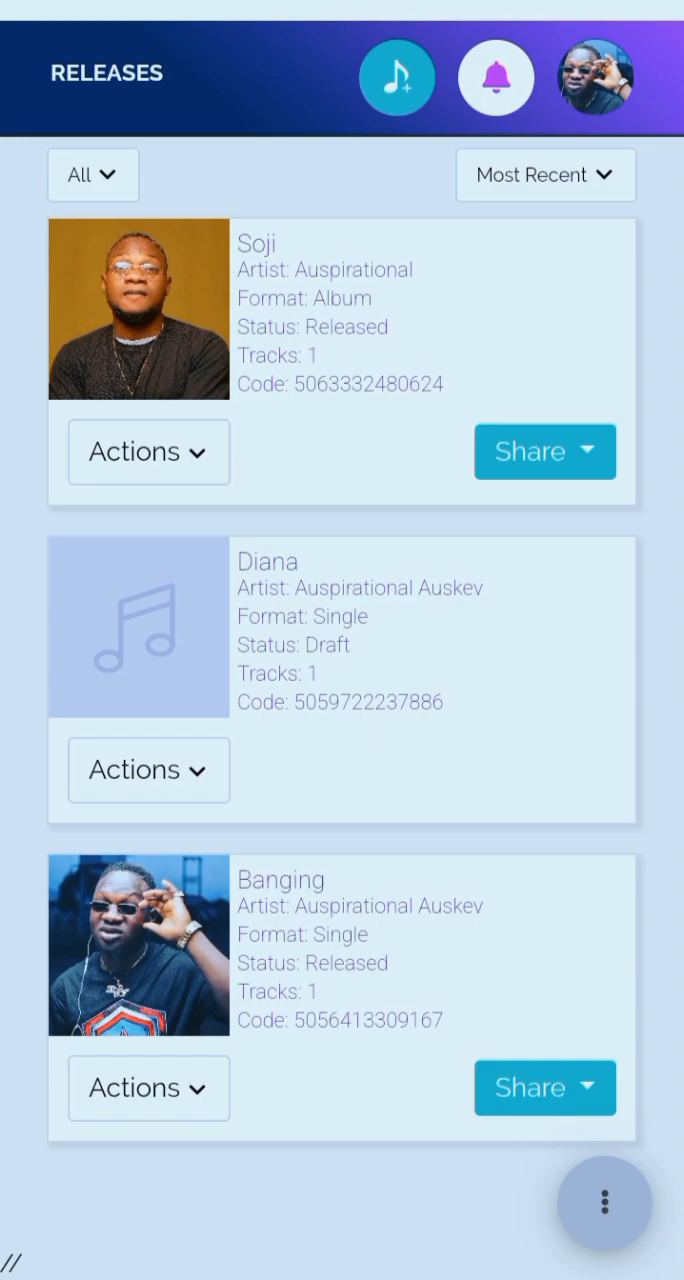 RELEASES
All
Most Recent
Soji
Artist: Auspirational
Format: Album
Status: Released
Tracks: 1
Code: 5063332480624
Actions
Share
Diana
Artist: Auspirational Auskev
Format: Single
Status: Draft
Tracks: 1
Code: 5059722237886
Actions
Banging
Artist: Auspirational Auskev
Format: Single
Status: Released
Tracks: 1
Code: 5056413309167
Actions
Share
//